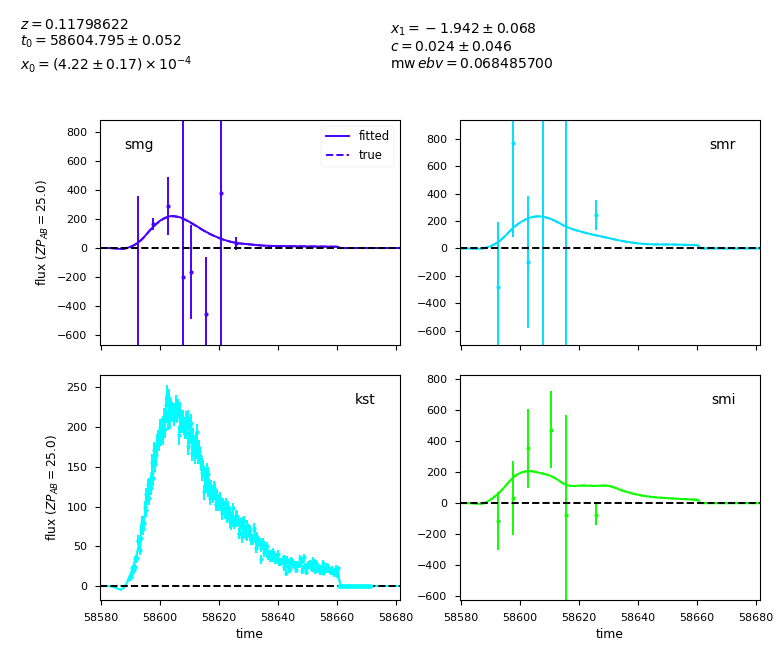 z = 0.11798622
t₀ = 58604.795 ± 0.052
x₀ = (4.22 ± 0.17) × 10⁻⁴
x₁ = −1.942 ± 0.068
c = 0.024 ± 0.046
mw ebv = 0.068485700
smg
fitted
true
800
600
400
200
0
−200
−400
−600
flux (ZP_AB = 25.0)
smr
800
600
400
200
0
−200
−400
−600
kst
250
200
150
100
50
0
flux (ZP_AB = 25.0)
58580 58600 58620 58640 58660 58680
time
smi
800
600
400
200
0
−200
−400
−600
58580 58600 58620 58640 58660 58680
time